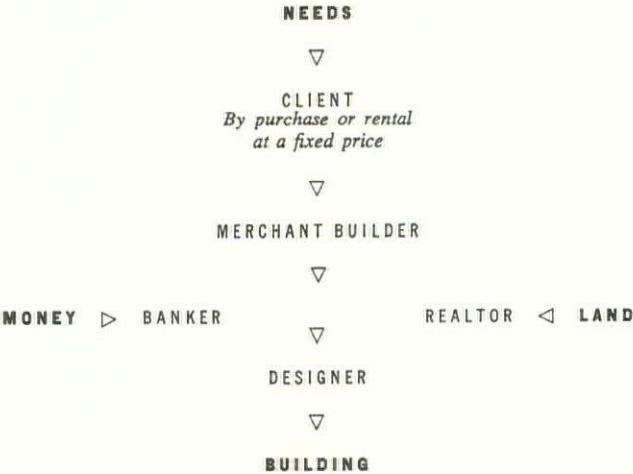 NEEDS
CLIENT
By purchase or rental
at a fixed price
MERCHANT BUILDER
MONEY ▷ BANKER REALTOR ◁ LAND
DESIGNER
BUILDING